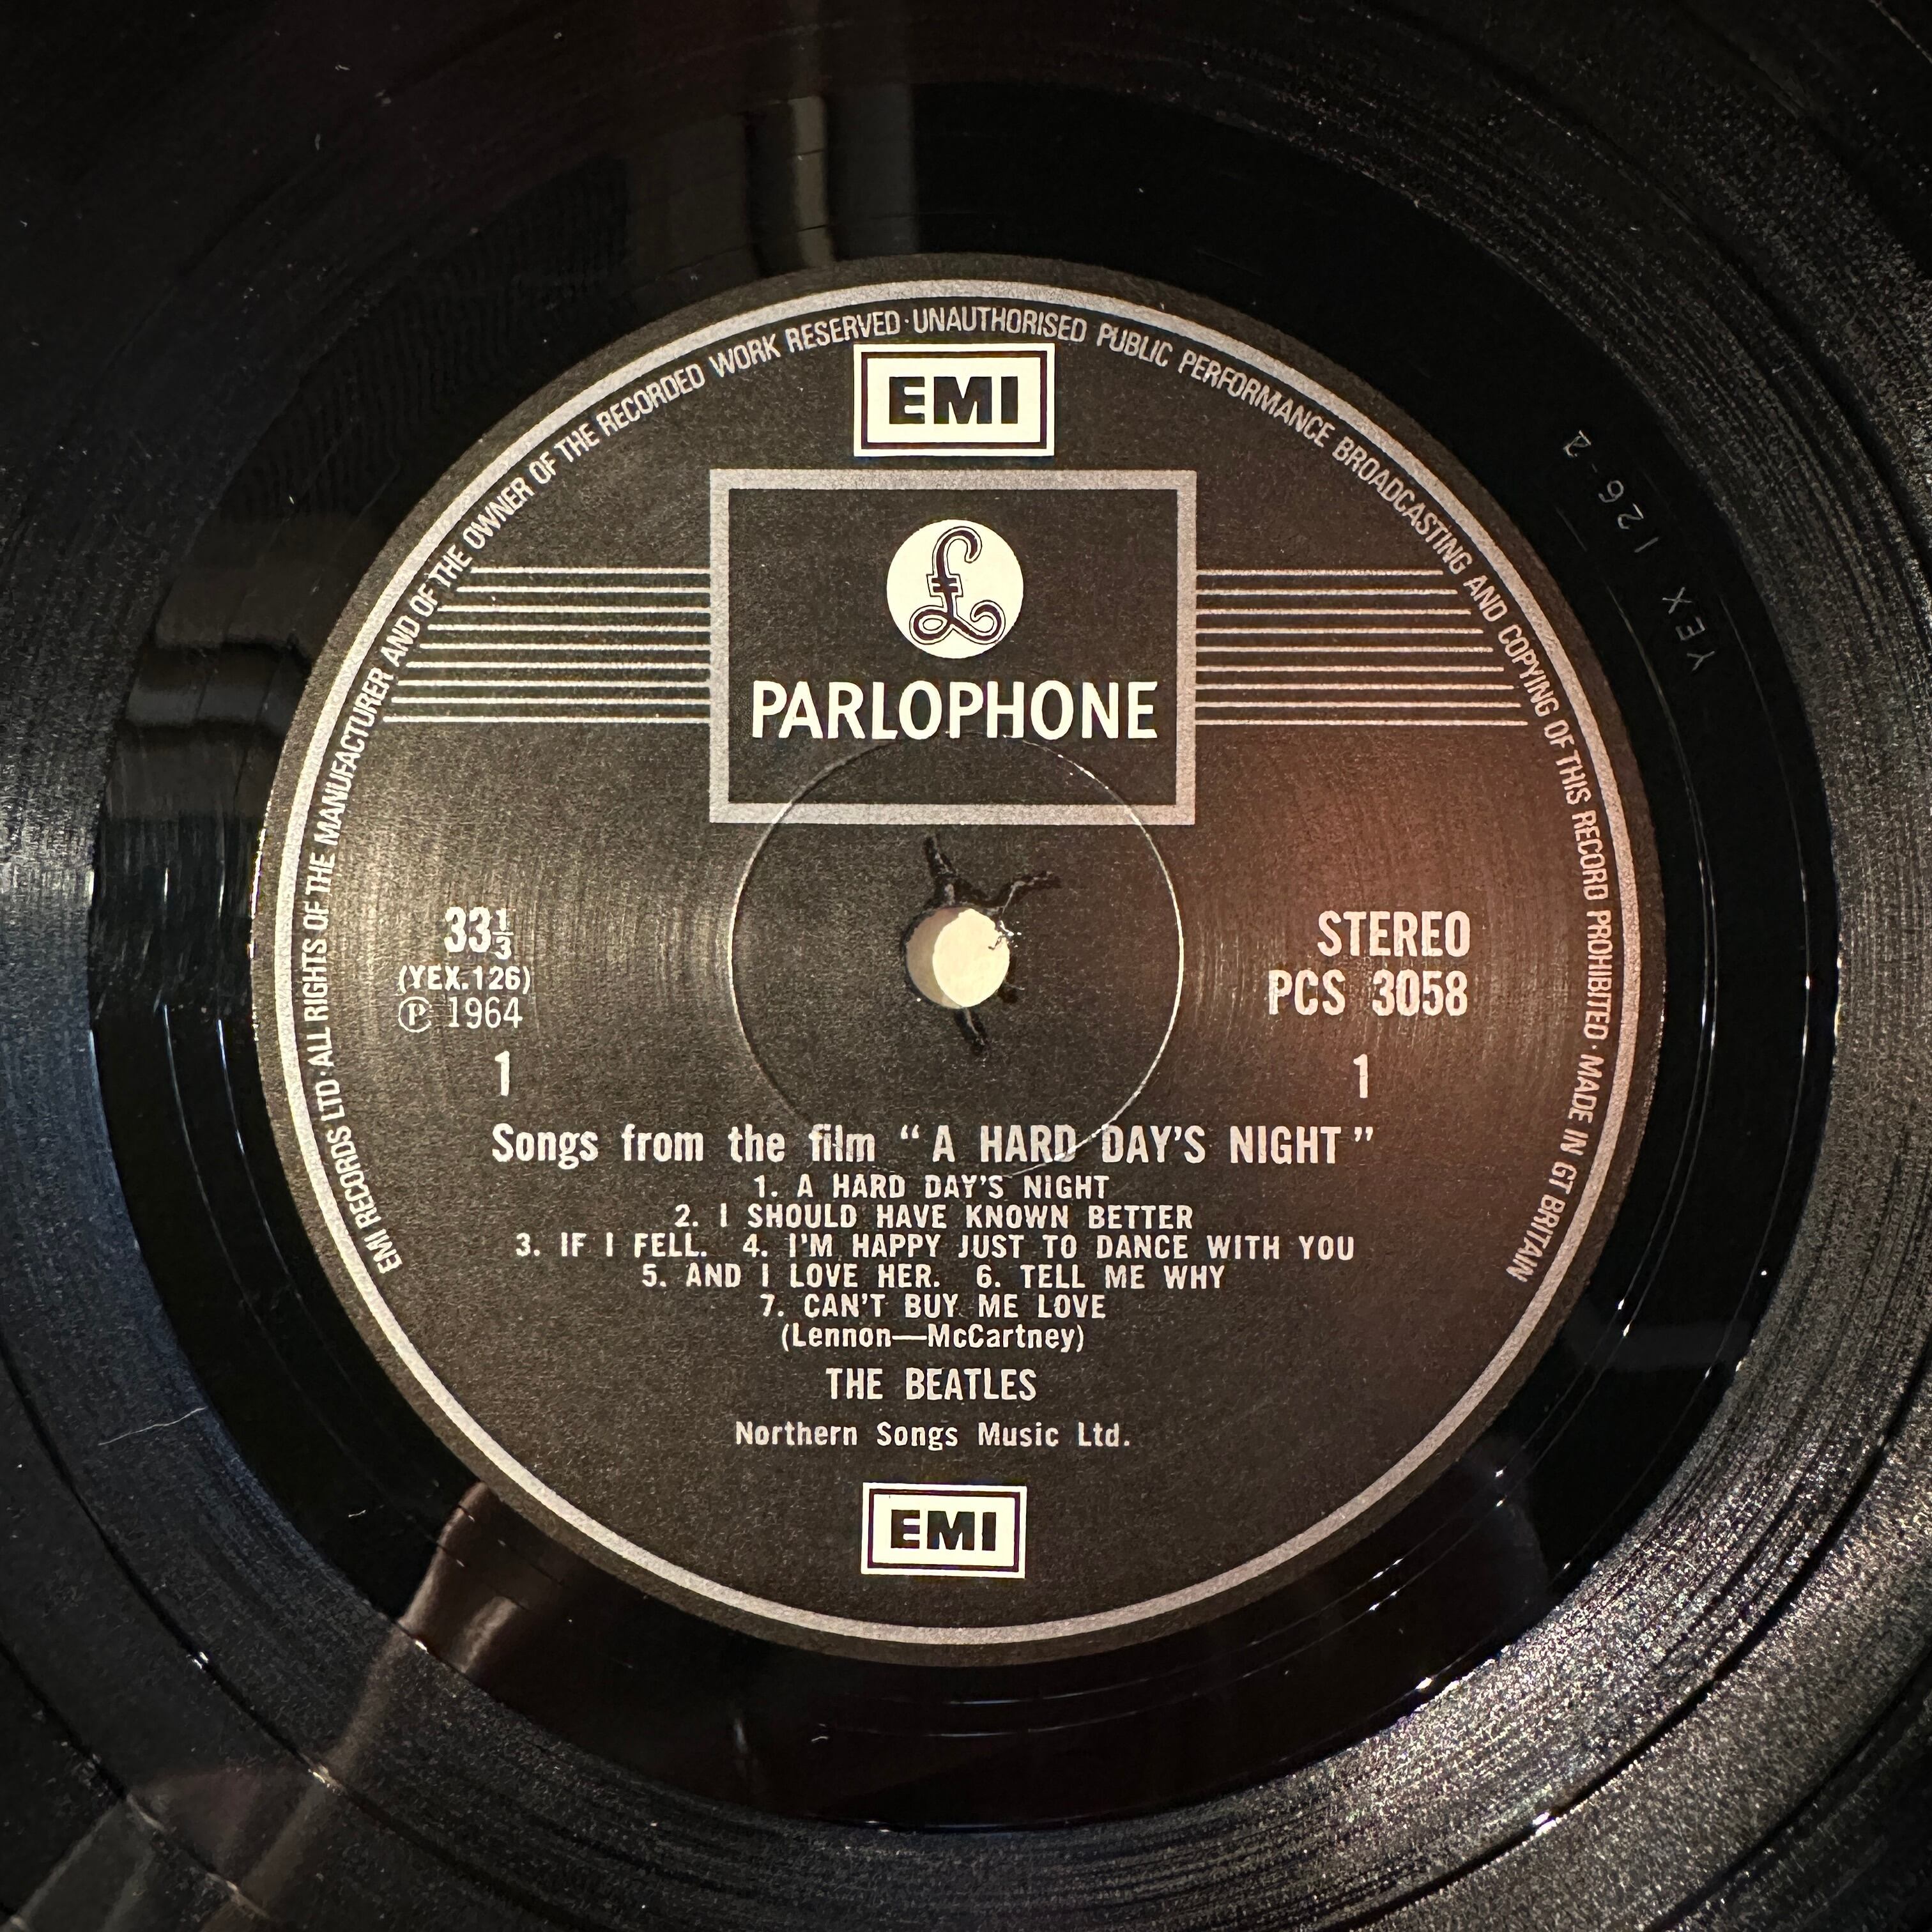 EMI RECORDS LTD·ALL RIGHTS OF THE MANUFACTURER AND OF THE OWNER OF THE RECORDED WORK RESERVED·UNAUTHORISED PUBLIC PERFORMANCE BROADCASTING AND COPYING OF THIS RECORD PROHIBITED·MADE IN GT BRITAIN
EMI
£
PARLOPHONE
33⅓
(YEX.126)
℗ 1964
1
STEREO
PCS 3058
1
Songs from the film “A HARD DAY'S NIGHT”
1. A HARD DAY'S NIGHT
2. I SHOULD HAVE KNOWN BETTER
3. IF I FELL. 4. I'M HAPPY JUST TO DANCE WITH YOU
5. AND I LOVE HER. 6. TELL ME WHY
7. CAN'T BUY ME LOVE
(Lennon—McCartney)
THE BEATLES
Northern Songs Music Ltd.
EMI
YEX 126-2